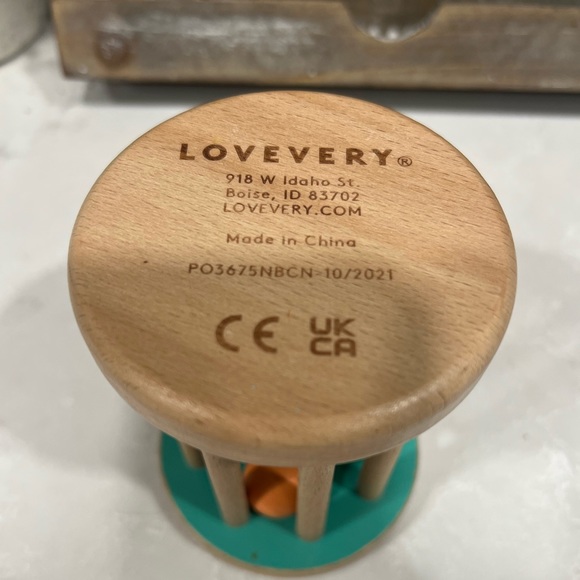 LOVEVERY®
918 W Idaho St.
Boise, ID 83702
LOVEVERY.COM
Made in China
PO3675NBCN-10/2021
CE UK
CA